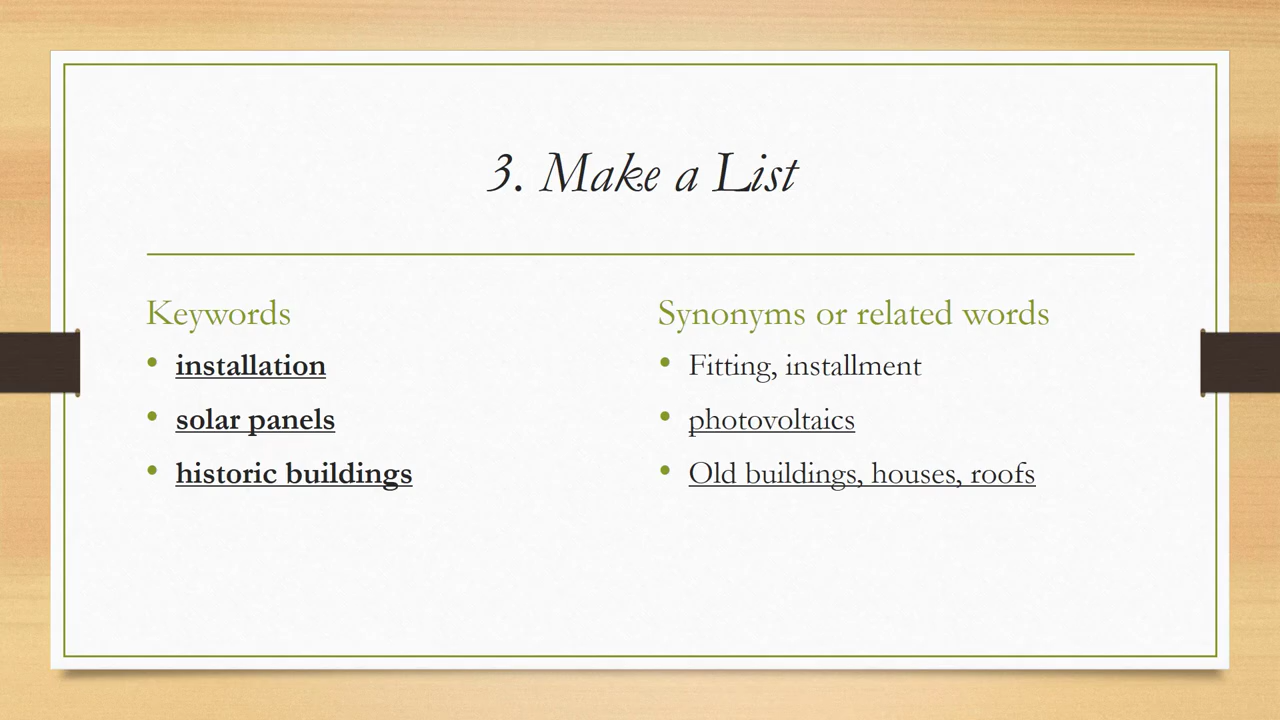 3. Make a List
Keywords
• installation
• solar panels
• historic buildings
Synonyms or related words
• Fitting, installment
• photovoltaics
• Old buildings, houses, roofs